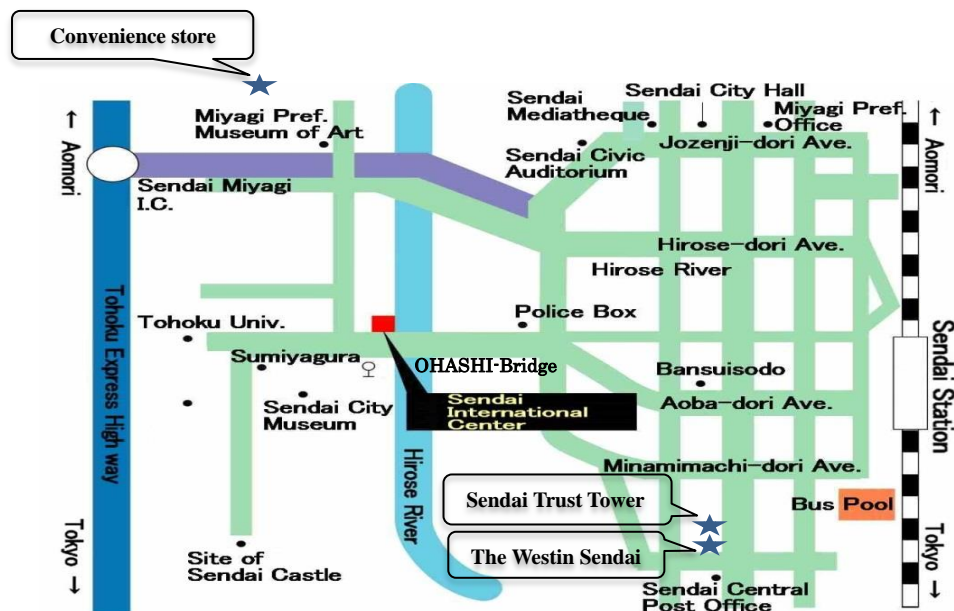 Convenience store
Miyagi Pref.
Museum of Art
Sendai
Mediatheque
Sendai City Hall
Miyagi Pref.
Office
Sendai Civic
Auditorium
Jozenji-dori Ave.
↑
Aomori
↑
Aomori
Sendai Miyagi
I.C.
Hirose-dori Ave.
Hirose River
Tohoku Express High way
Tohoku Univ.
Police Box
Sumiyagura
OHASHI-Bridge
Bansuisodo
Sendai Station
Sendai City
Museum
Sendai
International
Center
Aoba-dori Ave.
Hirose River
Minamimachi-dori Ave.
Sendai Trust Tower
Bus Pool
The Westin Sendai
Tokyo
↓
Tokyo
↓
Site of
Sendai Castle
Sendai Central
Post Office